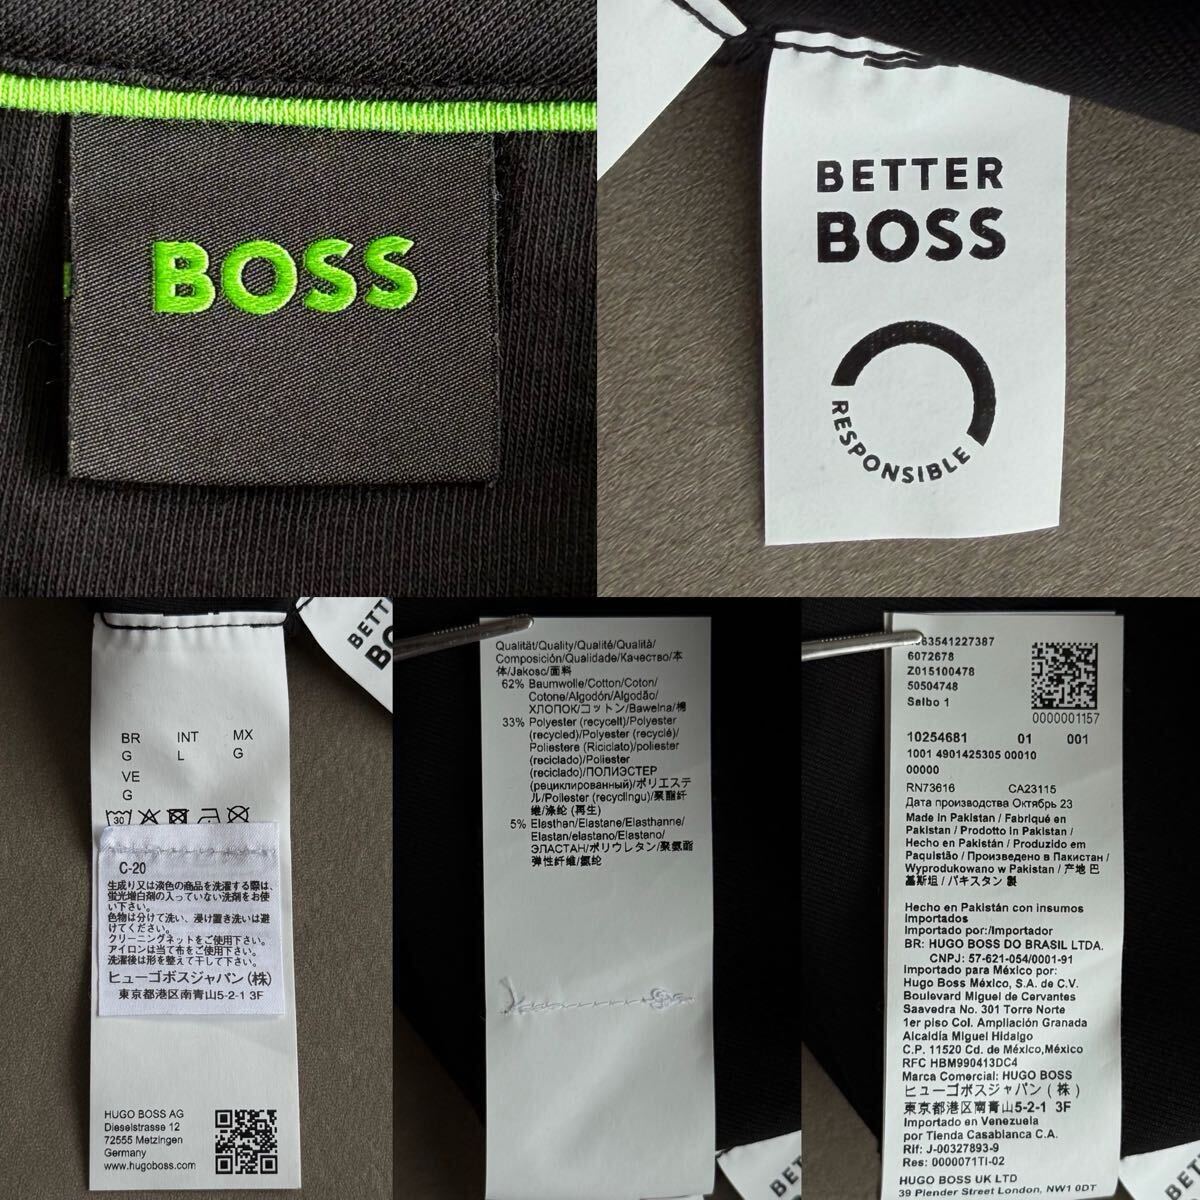 BOSS
BETTER
BOSS
RESPONSIBLE
BR INT MX
G L G
VE
G
30
C-20
生成り又は淡色の商品を洗濯する際は、
蛍光増白剤の入っていない洗剤をお使
い下さい。
色物は分けて洗い、浸け置き洗いは避
けてください。
クリーニングネットをご使用下さい。
アイロンは当て布をご使用下さい。
洗濯後は形を整えて干して下さい。
ヒューゴボスジャパン(株)
東京都港区南青山5-2-1 3F
HUGO BOSS AG
Dieselstrasse 12
72555 Metzingen
Germany
www.hugoboss.com
BETTER
Qualität/Quality/Qualité/Qualità/
Composición/Qualidade/Качество/本
体/Jakość/面料
62% Baumwolle/Cotton/Coton/
Cotone/Algodón/Algodão/
ХЛОПОК/コットン/Bawełna/棉
33% Polyester (recycelt)/Polyester
(recycled)/Polyester (recyclé)/
Poliestere (Riciclato)/poliester
(reciclado)/Poliester
(reciclado)/ПОЛИЭСТЕР
(рециклированный)/ポリエステ
ル/Poliester (recyclingu)/聚酯纤
维/涤纶 (再生)
5% Elasthan/Elastane/Elasthanne/
Elastan/elastano/Elastano/
ЭЛАСТАН/ポリウレタン/聚氨酯
弹性纤维/氨纶
63541227387
6072678
Z015100478
50504748
Salbo 1
0000001157
10254681 01 001
1001 4901425305 00010
00000
RN73616 CA23115
Дата производства Октябрь 23
Made in Pakistan / Fabriqué en
Pakistan / Prodotto in Pakistan /
Hecho en Pakistán / Produzido em
Paquistão / Произведено в Пакистан /
Wyprodukowano w Pakistan / 产地 巴
基斯坦 / パキスタン 製
Hecho en Pakistán con insumos
importados
Importado por:/Importador
BR: HUGO BOSS DO BRASIL LTDA.
CNPJ: 57-621-054/0001-91
Importado para México por:
Hugo Boss México, S.A. de C.V.
Boulevard Miguel de Cervantes
Saavedra No. 301 Torre Norte
1er piso Col. Ampliación Granada
Alcaldía Miguel Hidalgo
C.P. 11520 Cd. de México,México
RFC HBM990413DC4
Marca Comercial: HUGO BOSS
ヒューゴボスジャパン ( 株 )
東京都港区南青山5-2-1 3F
Importado en Venezuela
por Tienda Casablanca C.A.
Rif: J-00327893-9
Res: 0000071TI-02
HUGO BOSS UK LTD
39 Plender Street London, NW1 0DT